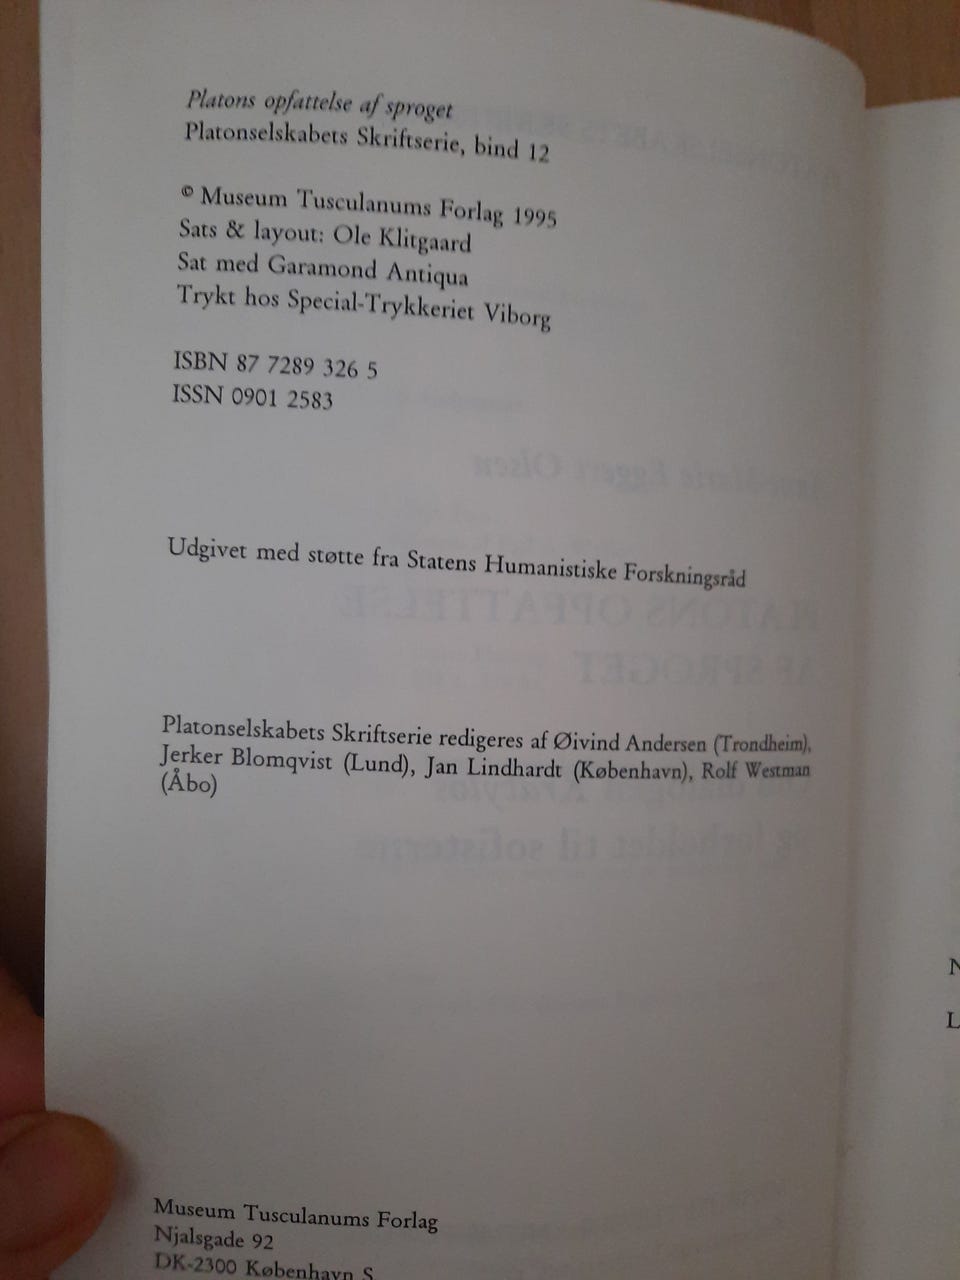 Platons opfattelse af sproget
Platonselskabets Skriftserie, bind 12
© Museum Tusculanums Forlag 1995
Sats & layout: Ole Klitgaard
Sat med Garamond Antiqua
Trykt hos Special-Trykkeriet Viborg
ISBN 87 7289 326 5
ISSN 0901 2583
Udgivet med støtte fra Statens Humanistiske Forskningsråd
Platonselskabets Skriftserie redigeres af Øivind Andersen (Trondheim),
Jerker Blomqvist (Lund), Jan Lindhardt (København), Rolf Westman
(Åbo)
Museum Tusculanums Forlag
Njalsgade 92
DK-2300 København S
N
L